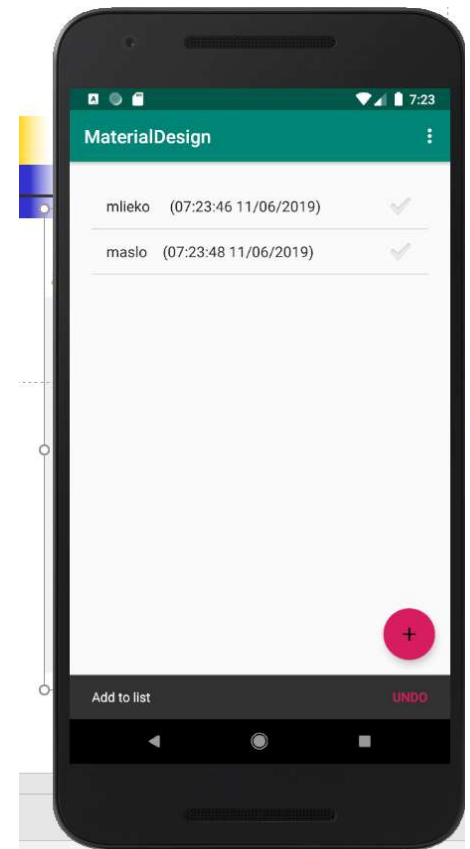 7:23
MaterialDesign
mlieko (07:23:46 11/06/2019)
maslo (07:23:48 11/06/2019)
+
Add to list UNDO